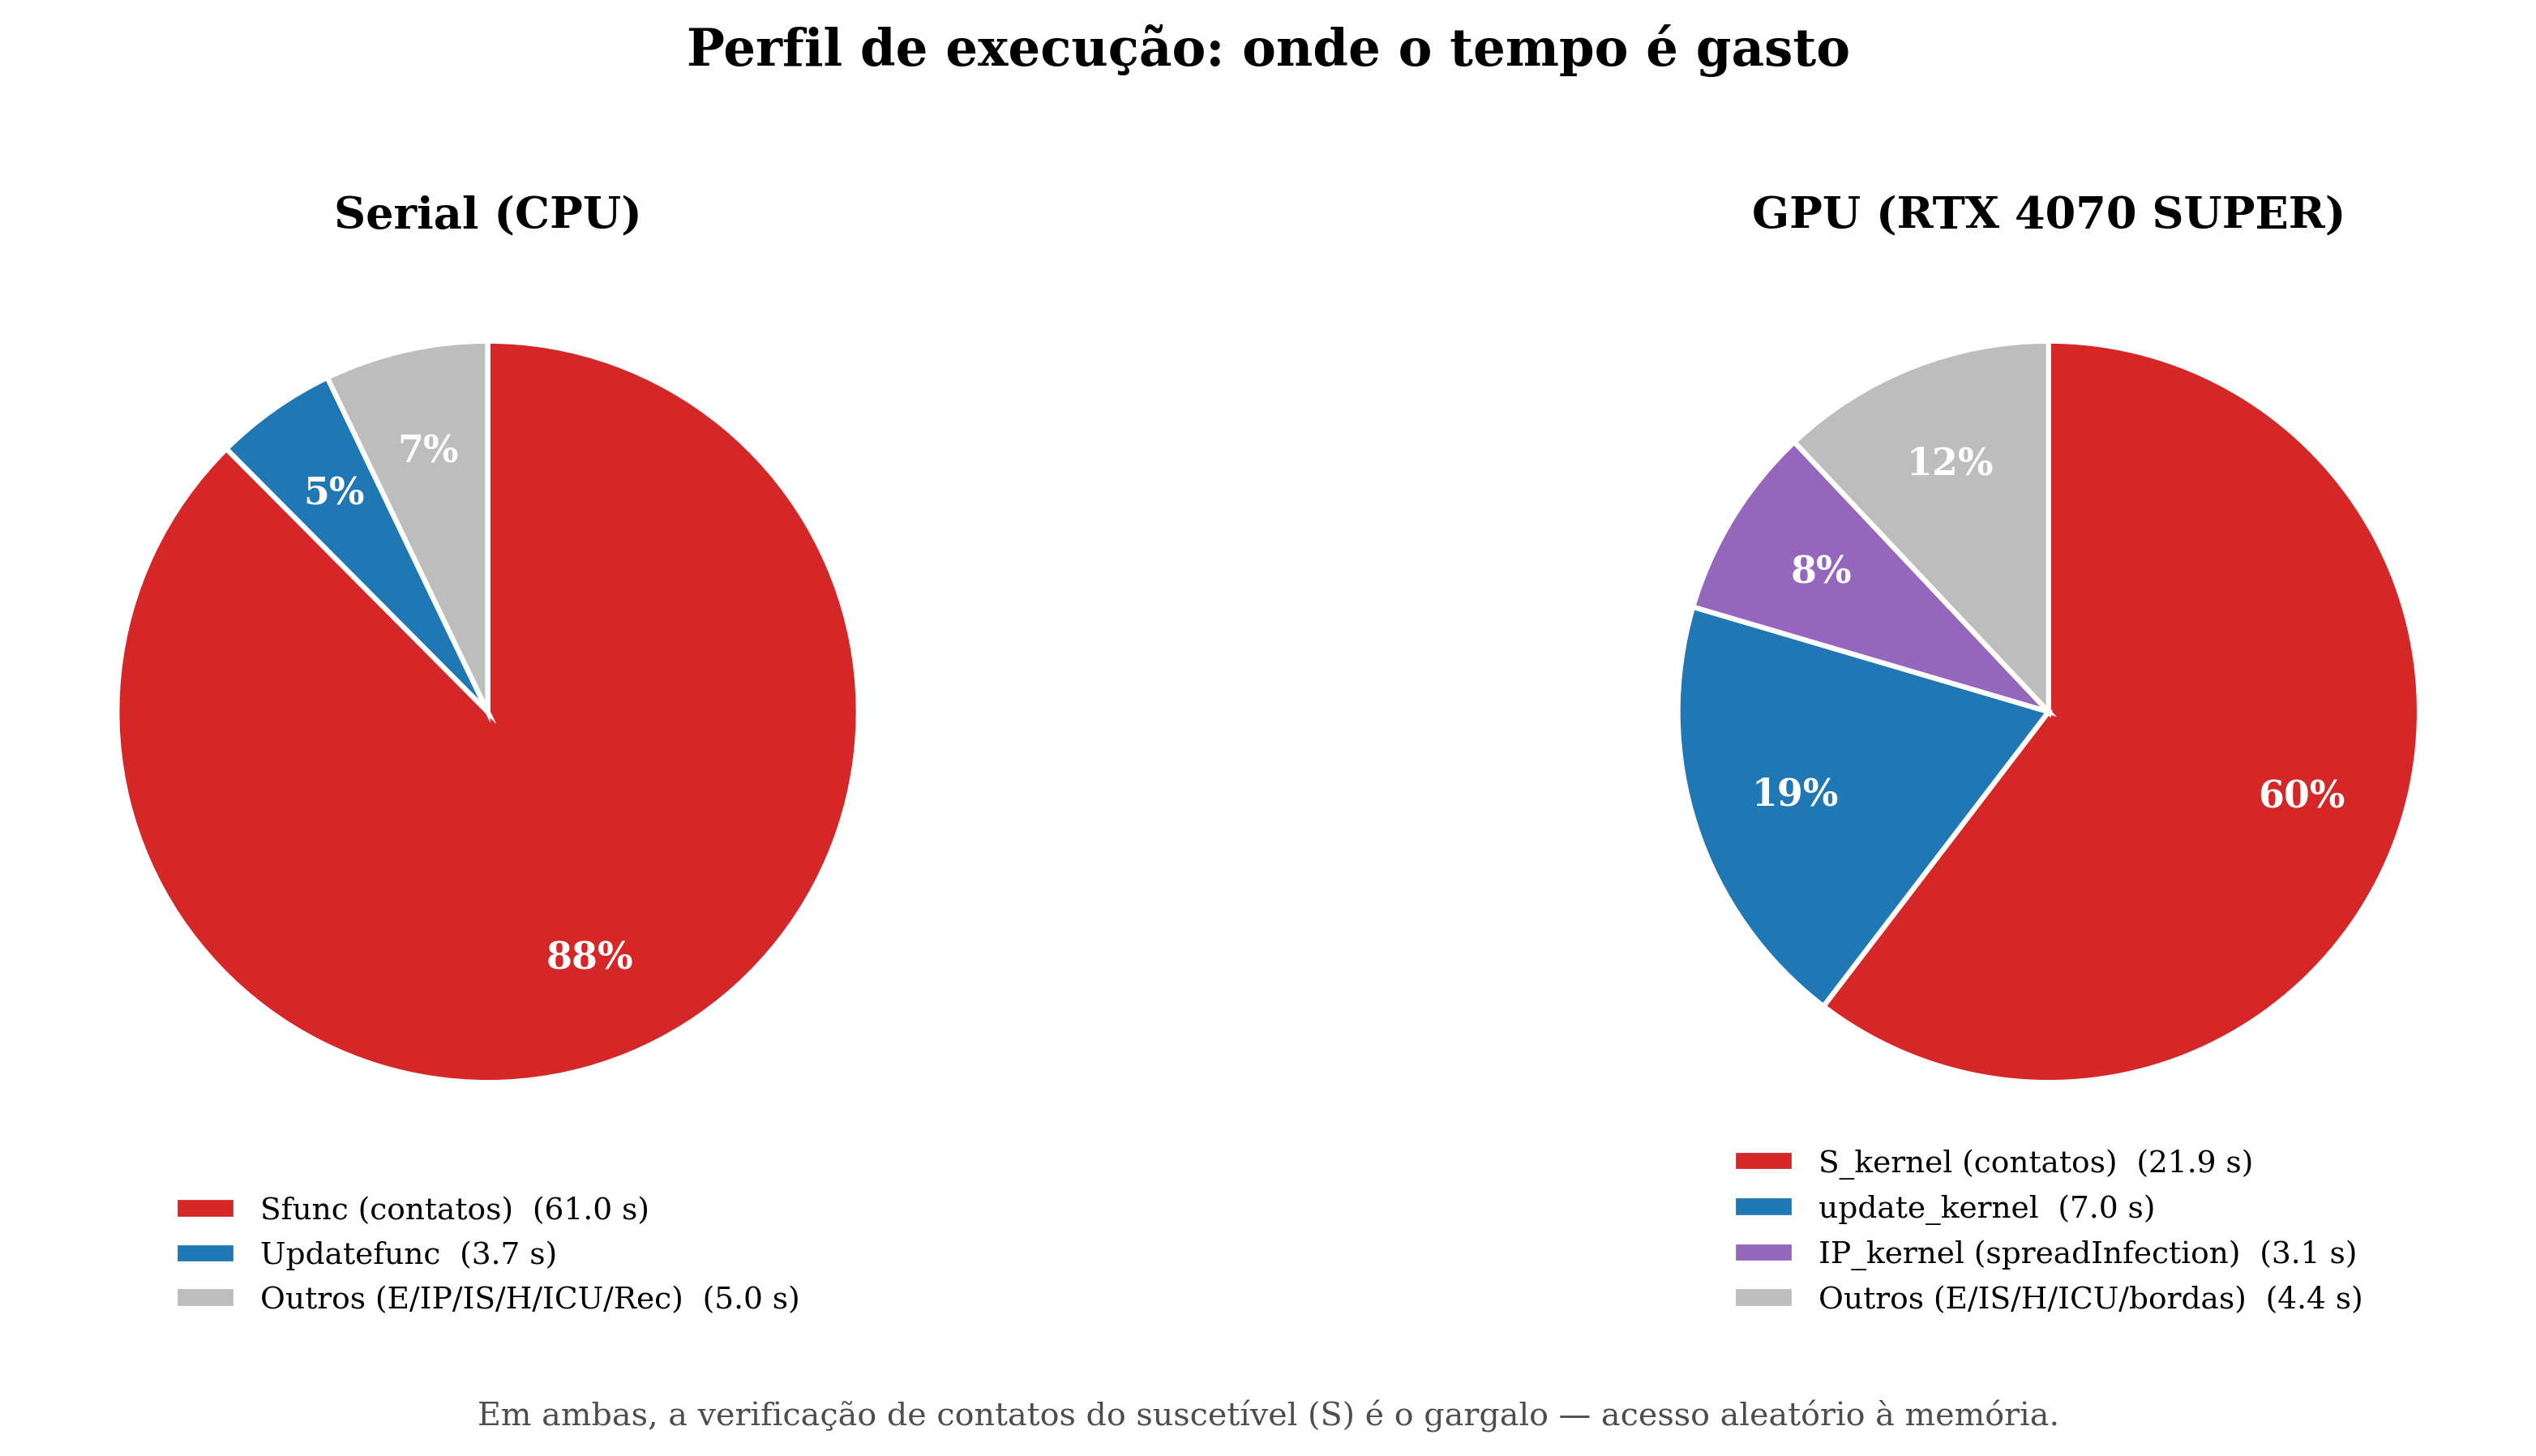 Perfil de execução: onde o tempo é gasto
Serial (CPU)
7%
5%
88%
Sfunc (contatos)  (61.0 s)
Updatefunc  (3.7 s)
Outros (E/IP/IS/H/ICU/Rec)  (5.0 s)
GPU (RTX 4070 SUPER)
12%
8%
19%
60%
S_kernel (contatos)  (21.9 s)
update_kernel  (7.0 s)
IP_kernel (spreadInfection)  (3.1 s)
Outros (E/IS/H/ICU/bordas)  (4.4 s)
Em ambas, a verificação de contatos do suscetível (S) é o gargalo — acesso aleatório à memória.